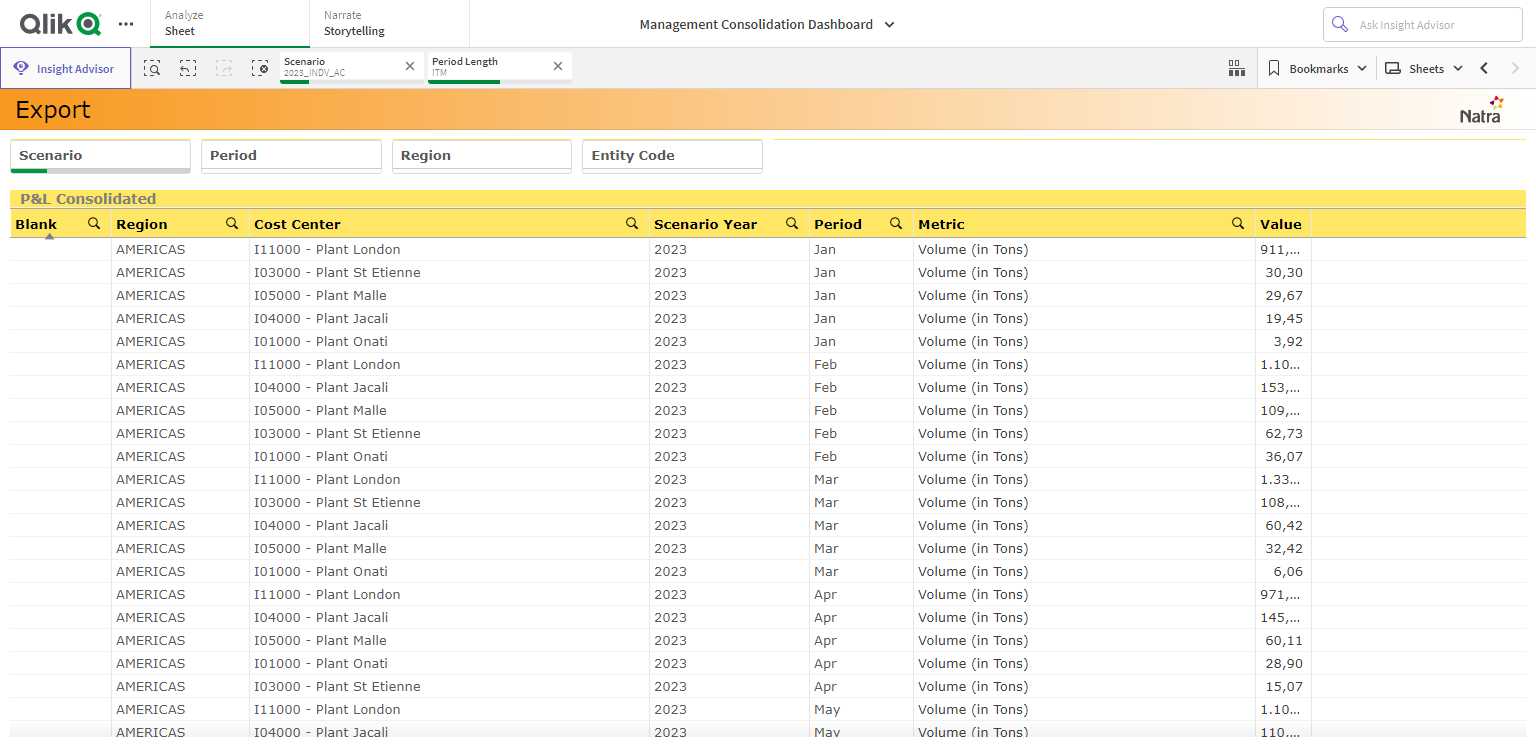 Qlik
Analyze
Sheet
Narrate
Storytelling
Management Consolidation Dashboard
Ask Insight Advisor
Insight Advisor
Scenario
2023_INDV_AC
Period Length
ITM
Bookmarks
Sheets
Export
Natra
Scenario
Period
Region
Entity Code
P&L Consolidated
Blank Region Cost Center Scenario Year Period Metric Value
AMERICAS I11000 - Plant London 2023 Jan Volume (in Tons) 911,...
AMERICAS I03000 - Plant St Etienne 2023 Jan Volume (in Tons) 30,30
AMERICAS I05000 - Plant Malle 2023 Jan Volume (in Tons) 29,67
AMERICAS I04000 - Plant Jacali 2023 Jan Volume (in Tons) 19,45
AMERICAS I01000 - Plant Onati 2023 Jan Volume (in Tons) 3,92
AMERICAS I11000 - Plant London 2023 Feb Volume (in Tons) 1.10...
AMERICAS I04000 - Plant Jacali 2023 Feb Volume (in Tons) 153,...
AMERICAS I05000 - Plant Malle 2023 Feb Volume (in Tons) 109,...
AMERICAS I03000 - Plant St Etienne 2023 Feb Volume (in Tons) 62,73
AMERICAS I01000 - Plant Onati 2023 Feb Volume (in Tons) 36,07
AMERICAS I11000 - Plant London 2023 Mar Volume (in Tons) 1.33...
AMERICAS I03000 - Plant St Etienne 2023 Mar Volume (in Tons) 108,...
AMERICAS I04000 - Plant Jacali 2023 Mar Volume (in Tons) 60,42
AMERICAS I05000 - Plant Malle 2023 Mar Volume (in Tons) 32,42
AMERICAS I01000 - Plant Onati 2023 Mar Volume (in Tons) 6,06
AMERICAS I11000 - Plant London 2023 Apr Volume (in Tons) 971,...
AMERICAS I04000 - Plant Jacali 2023 Apr Volume (in Tons) 145,...
AMERICAS I05000 - Plant Malle 2023 Apr Volume (in Tons) 60,11
AMERICAS I01000 - Plant Onati 2023 Apr Volume (in Tons) 28,90
AMERICAS I03000 - Plant St Etienne 2023 Apr Volume (in Tons) 15,07
AMERICAS I11000 - Plant London 2023 May Volume (in Tons) 1.10...
AMERICAS I04000 - Plant Jacali 2023 May Volume (in Tons) 110,...